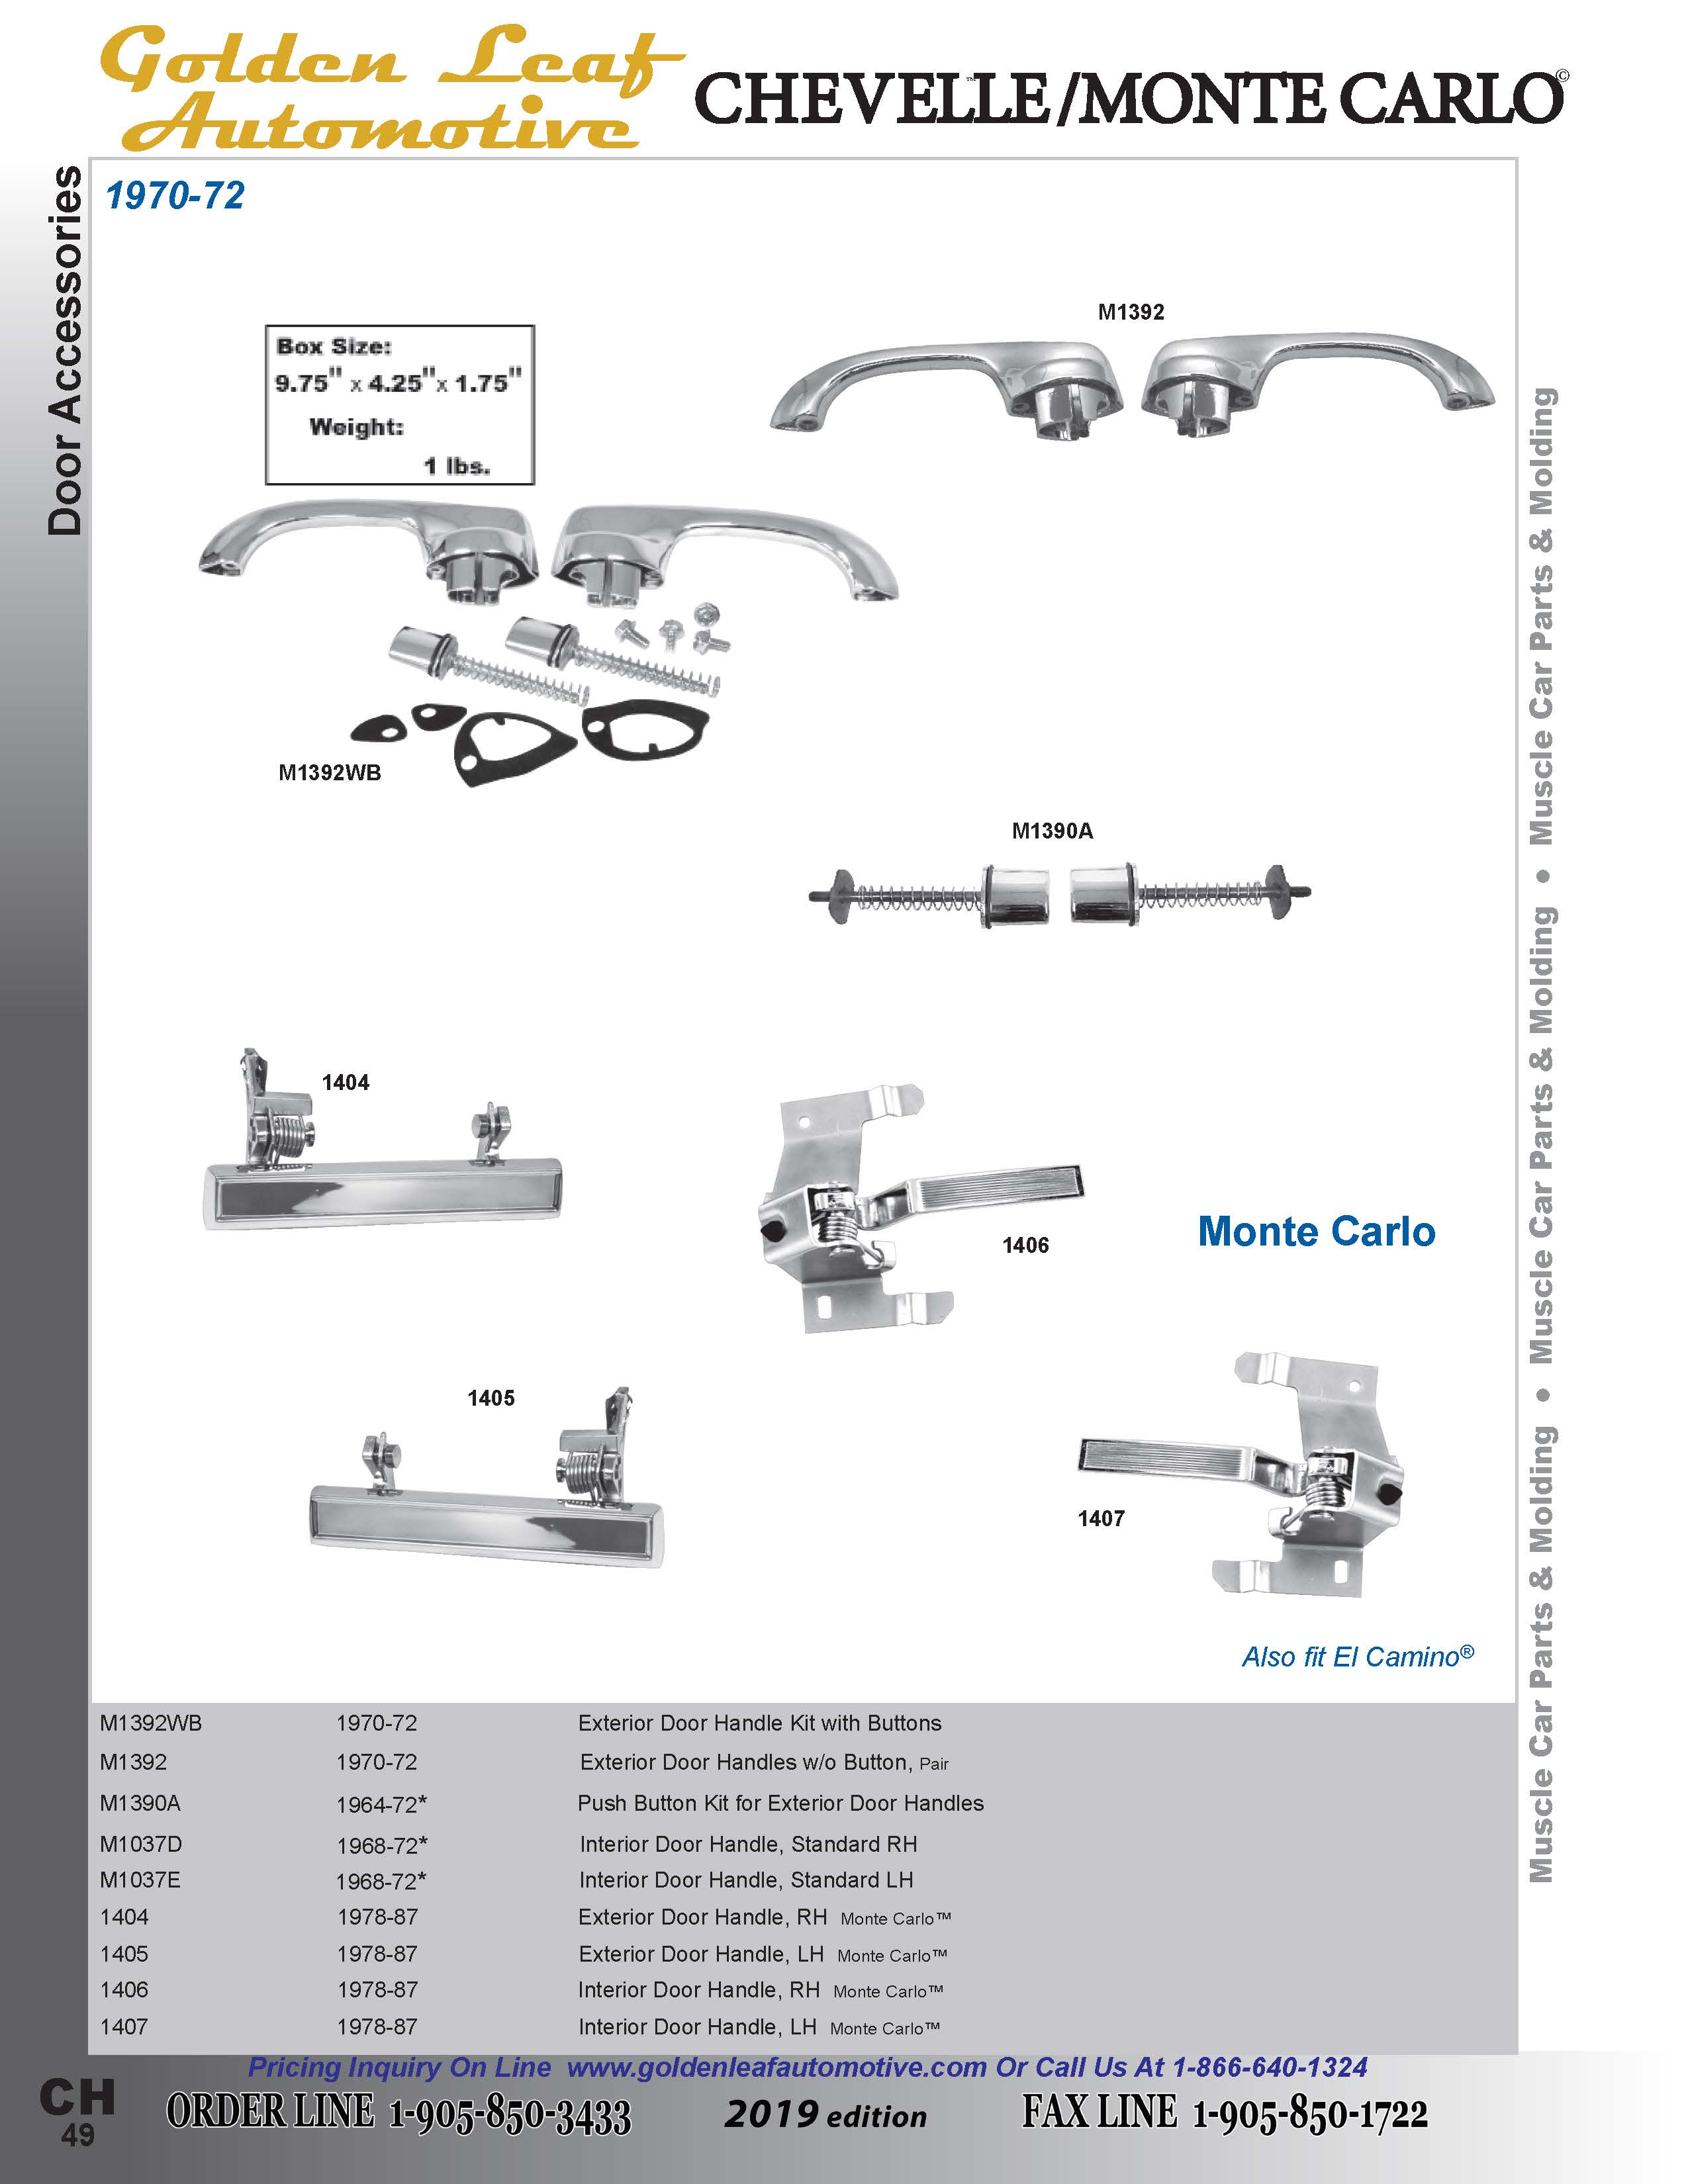 Golden Leaf
Automotive
CHEVELLE™/MONTE CARLO©
Door Accessories
1970-72
M1392
Box Size:
9.75" x 4.25" x 1.75"
Weight:
1 lbs.
M1392WB
M1390A
1404
1406
Monte Carlo
1405
1407
Also fit El Camino®
Muscle Car Parts & Molding • Muscle Car Parts & Molding • Muscle Car Parts & Molding
M1392WB 1970-72 Exterior Door Handle Kit with Buttons
M1392 1970-72 Exterior Door Handles w/o Button, Pair
M1390A 1964-72* Push Button Kit for Exterior Door Handles
M1037D 1968-72* Interior Door Handle, Standard RH
M1037E 1968-72* Interior Door Handle, Standard LH
1404 1978-87 Exterior Door Handle, RH Monte Carlo™
1405 1978-87 Exterior Door Handle, LH Monte Carlo™
1406 1978-87 Interior Door Handle, RH Monte Carlo™
1407 1978-87 Interior Door Handle, LH Monte Carlo™
Pricing Inquiry On Line www.goldenleafautomotive.com Or Call Us At 1-866-640-1324
CH
49
ORDER LINE 1-905-850-3433
2019 edition
FAX LINE 1-905-850-1722